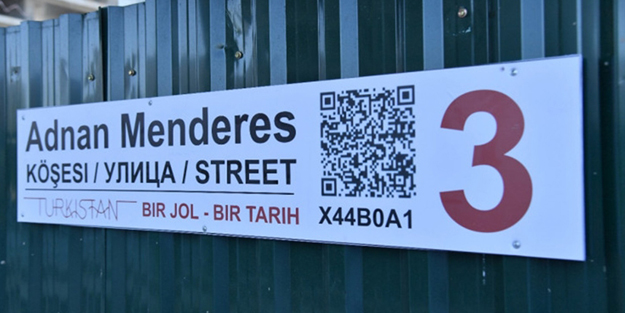 Adnan Menderes
KÖŞESI / УЛИЦА / STREET
TURKISTAN BIR JOL - BIR TARIH
X44B0A1
3